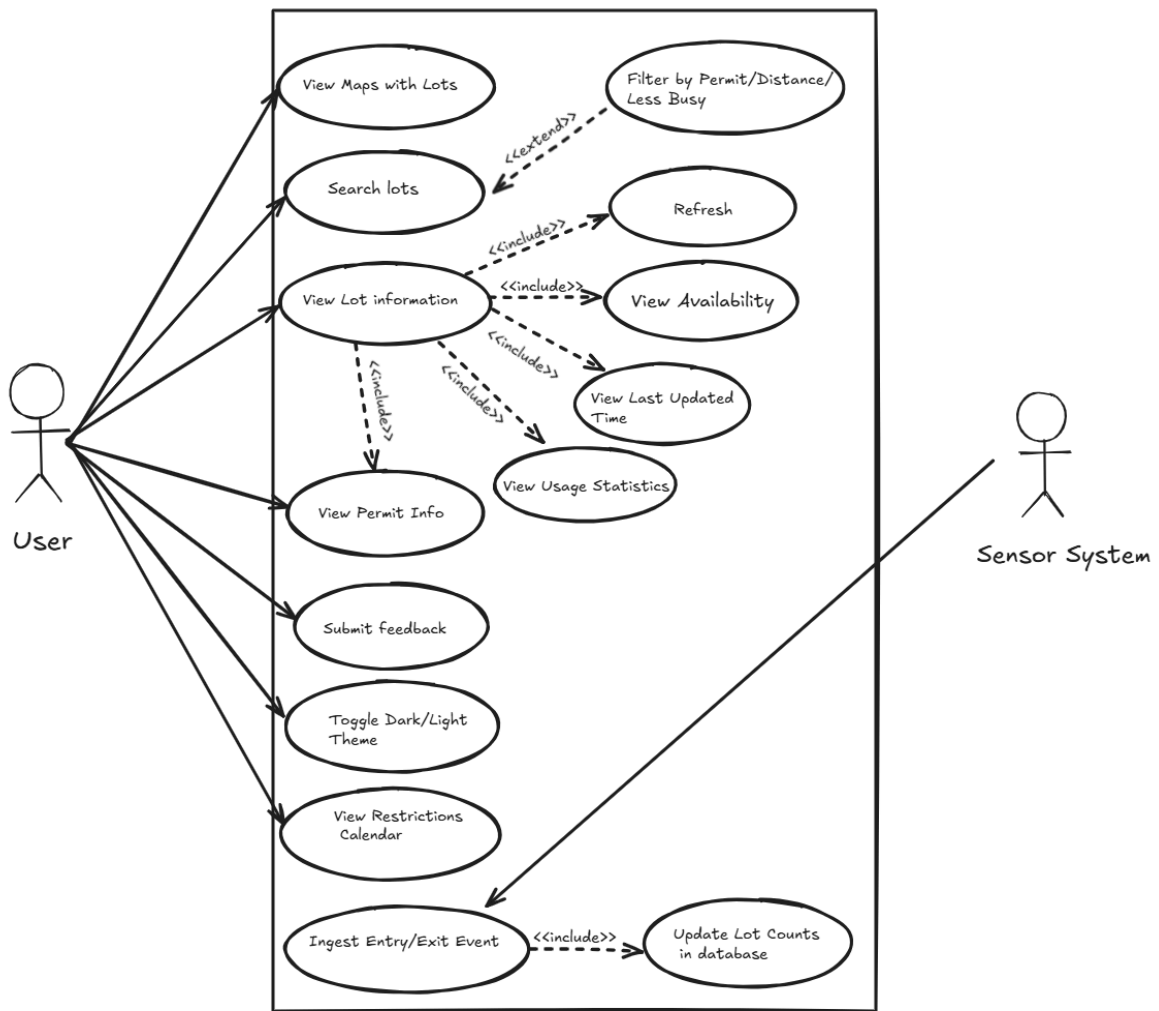 View Maps with Lots
Filter by Permit/Distance/
Less Busy
<<extend>>
Search lots
Refresh
<<include>>
View Lot information
<<include>>
View Availability
<<include>>
View Last Updated
Time
<<include>>
<<include>>
View Usage Statistics
View Permit Info
User
Sensor System
Submit feedback
Toggle Dark/Light
Theme
View Restrictions
Calendar
Ingest Entry/Exit Event
<<include>>
Update Lot Counts
in database